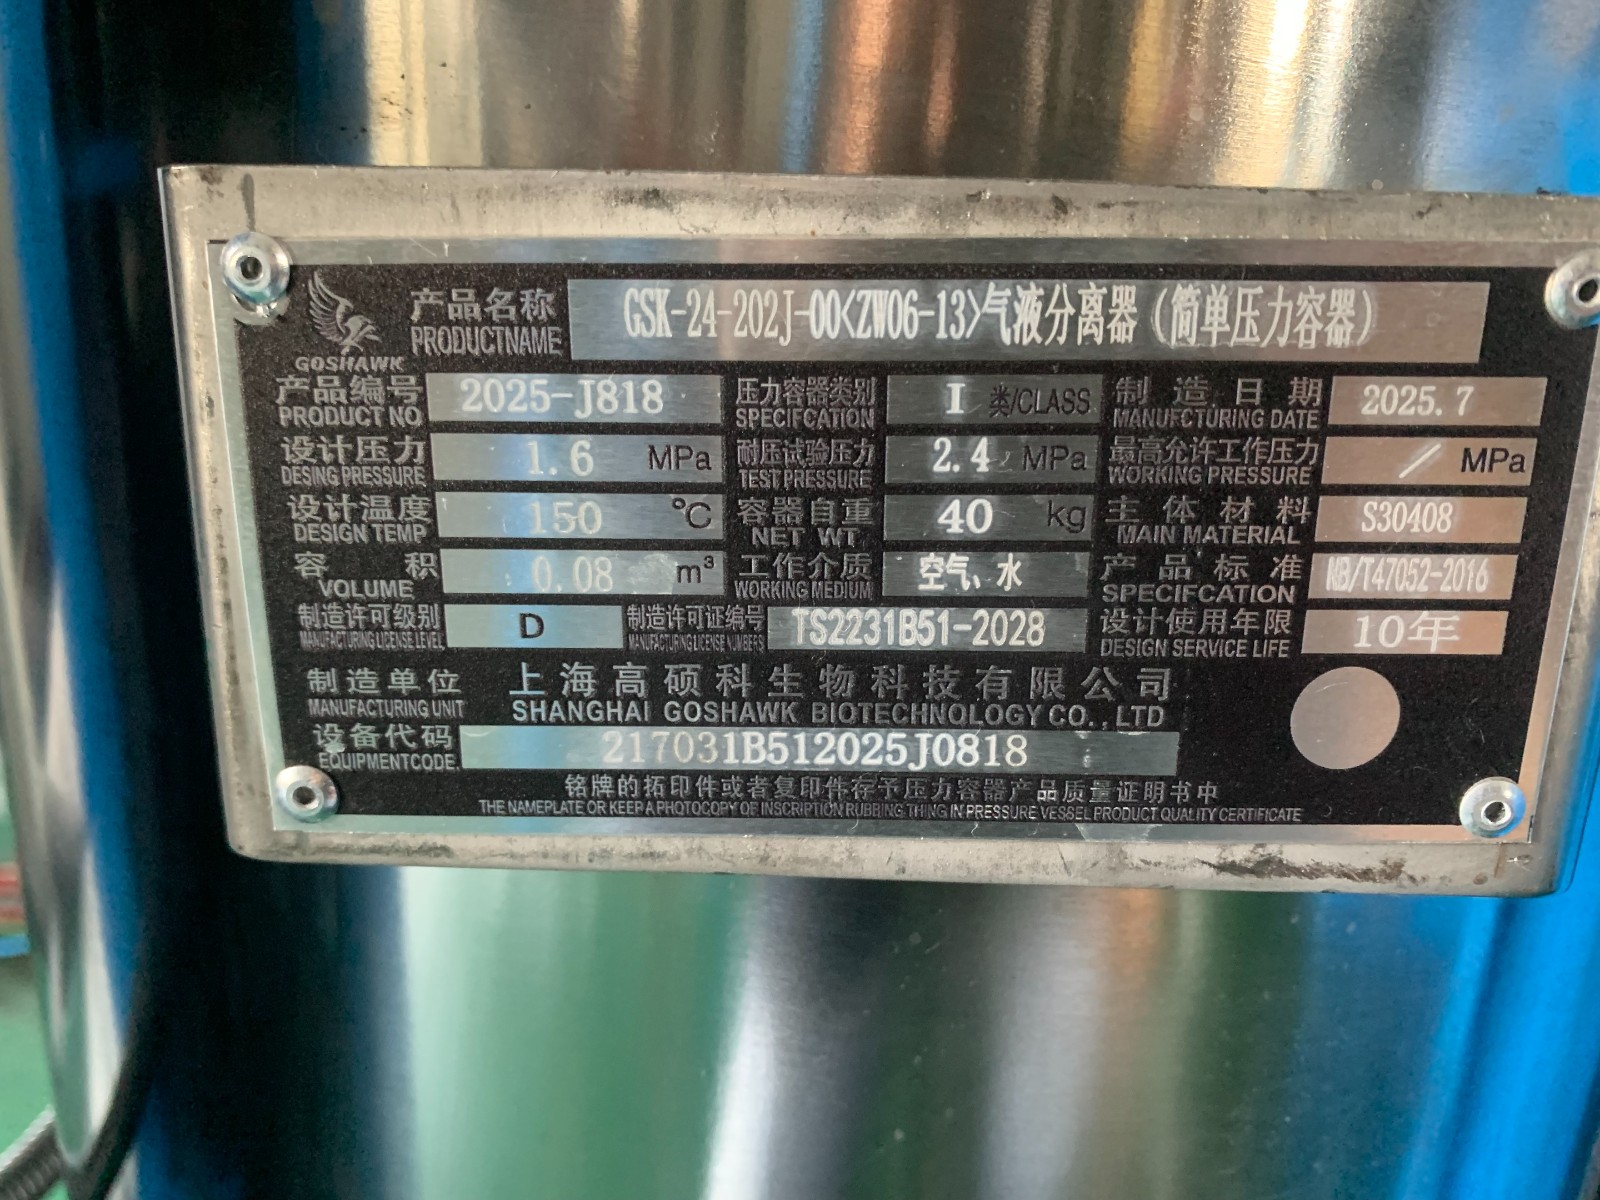 GOSHAWK
产品名称 GSK-24-202J-00<ZW06-13>气液分离器(简单压力容器)
PRODUCTNAME
产品编号 2025-J818 压力容器类别 I 类/CLASS 制造日期 2025.7
PRODUCT NO SPECIFCATION MANUFCTURING DATE
设计压力 1.6 MPa 耐压试验压力 2.4 MPa 最高允许工作压力 / MPa
DESING PRESSURE TEST PRESSURE WORKING PRESSURE
设计温度 150 ℃ 容器自重 40 kg 主体材料 S30408
DESIGN TEMP NET WT MAIN MATERIAL
容积 0.08 m³ 工作介质 空气、水 产品标准 NB/T47052-2016
VOLUME WORKING MEDIUM SPECIFCATION
制造许可级别 D 制造许可证编号 TS2231B51-2028 设计使用年限 10年
MANUFACTURING LICENSE LEVEL MANUFACTURING LICENSE NUMBERS DESIGN SERVICE LIFE
制造单位 上海高硕科生物科技有限公司
MANUFACTURING UNIT SHANGHAI GOSHAWK BIOTECHNOLOGY CO.,LTD
设备代码 217031B512025J0818
EQUIPMENTCODE.
铭牌的拓印件或者复印件存予压力容器产品质量证明书中
THE NAMEPLATE OR KEEP A PHOTOCOPY OF INSCRIPTION RUBBING THING IN PRESSURE VESSEL PRODUCT QUALITY CERTIFICATE